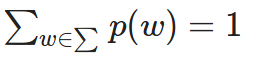 ∑_{w∈∑} p(w) = 1